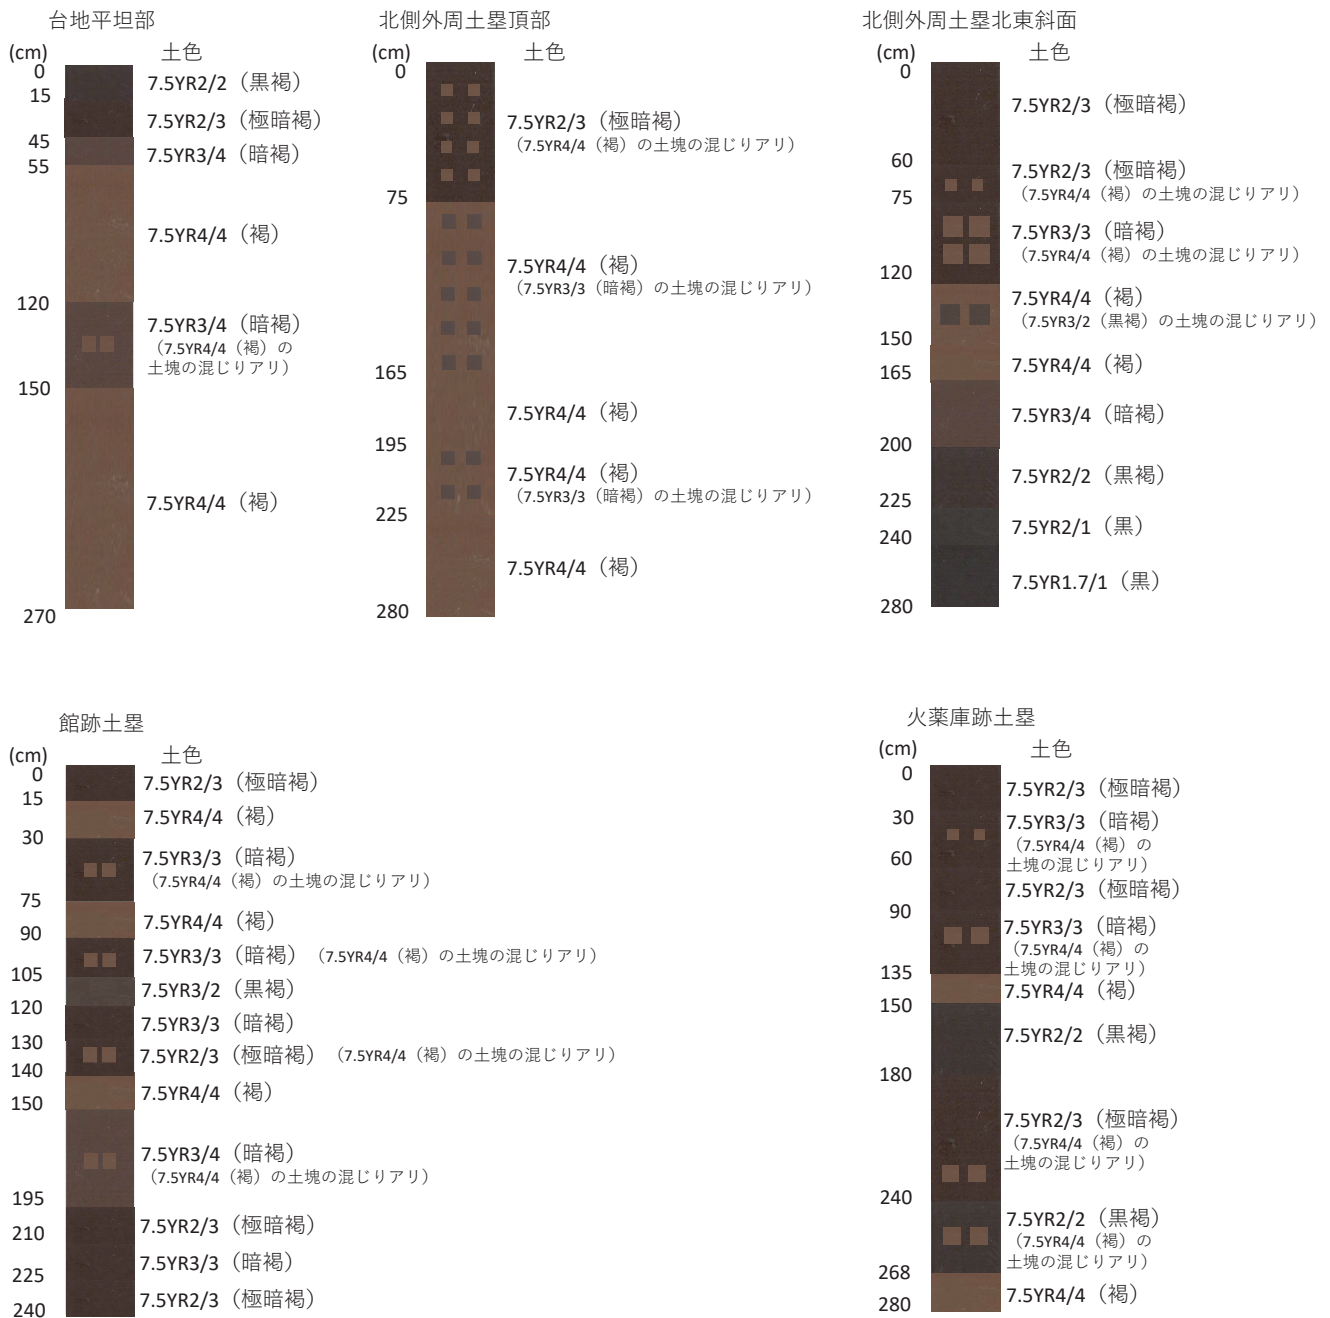 台地平坦部
(cm)
土色
0
7.5YR2/2（黒褐）
15
7.5YR2/3（極暗褐）
45
7.5YR3/4（暗褐）
55
7.5YR4/4（褐）
120
7.5YR3/4（暗褐）
（7.5YR4/4（褐）の
土塊の混じりアリ）
150
7.5YR4/4（褐）
270
北側外周土塁頂部
(cm)
土色
0
7.5YR2/3（極暗褐）
（7.5YR4/4（褐）の土塊の混じりアリ）
75
7.5YR4/4（褐）
（7.5YR3/3（暗褐）の土塊の混じりアリ）
165
7.5YR4/4（褐）
195
7.5YR4/4（褐）
（7.5YR3/3（暗褐）の土塊の混じりアリ）
225
7.5YR4/4（褐）
280
北側外周土塁北東斜面
(cm)
土色
0
7.5YR2/3（極暗褐）
60
7.5YR2/3（極暗褐）
（7.5YR4/4（褐）の土塊の混じりアリ）
75
7.5YR3/3（暗褐）
（7.5YR4/4（褐）の土塊の混じりアリ）
120
7.5YR4/4（褐）
（7.5YR3/2（黒褐）の土塊の混じりアリ）
150
7.5YR4/4（褐）
165
7.5YR3/4（暗褐）
200
7.5YR2/2（黒褐）
225
7.5YR2/1（黒）
240
7.5YR1.7/1（黒）
280
館跡土塁
(cm)
土色
0
7.5YR2/3（極暗褐）
15
7.5YR4/4（褐）
30
7.5YR3/3（暗褐）
（7.5YR4/4（褐）の土塊の混じりアリ）
75
7.5YR4/4（褐）
90
7.5YR3/3（暗褐）（7.5YR4/4（褐）の土塊の混じりアリ）
105
7.5YR3/2（黒褐）
120
7.5YR3/3（暗褐）
130
7.5YR2/3（極暗褐）（7.5YR4/4（褐）の土塊の混じりアリ）
140
7.5YR4/4（褐）
150
7.5YR3/4（暗褐）
（7.5YR4/4（褐）の土塊の混じりアリ）
195
7.5YR2/3（極暗褐）
210
7.5YR3/3（暗褐）
225
7.5YR2/3（極暗褐）
240
火薬庫跡土塁
(cm)
土色
0
7.5YR2/3（極暗褐）
30
7.5YR3/3（暗褐）
（7.5YR4/4（褐）の
土塊の混じりアリ）
60
7.5YR2/3（極暗褐）
90
7.5YR3/3（暗褐）
（7.5YR4/4（褐）の
土塊の混じりアリ）
135
7.5YR4/4（褐）
150
7.5YR2/2（黒褐）
180
7.5YR2/3（極暗褐）
（7.5YR4/4（褐）の
土塊の混じりアリ）
240
7.5YR2/2（黒褐）
（7.5YR4/4（褐）の
土塊の混じりアリ）
268
7.5YR4/4（褐）
280